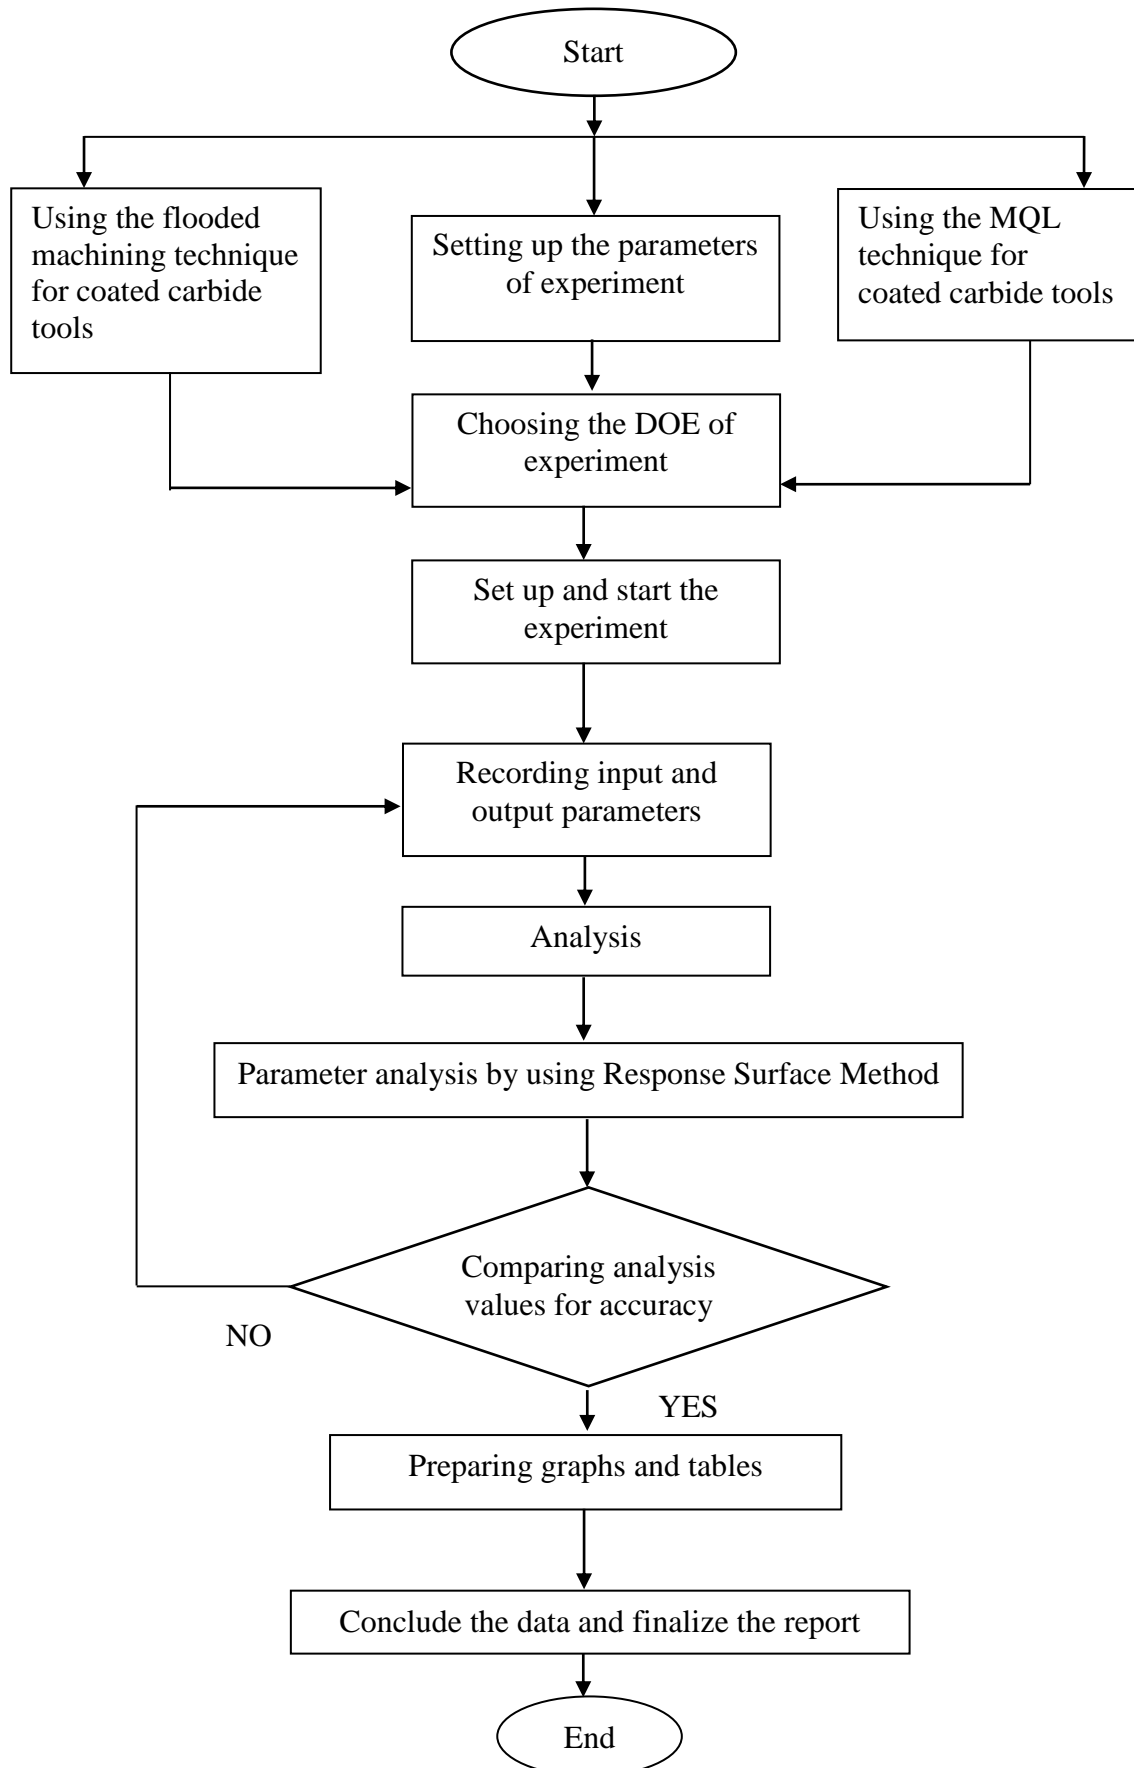 Start
Using the flooded
machining technique
for coated carbide
tools
Setting up the parameters
of experiment
Using the MQL
technique for
coated carbide tools
Choosing the DOE of
experiment
Set up and start the
experiment
Recording input and
output parameters
Analysis
Parameter analysis by using Response Surface Method
Comparing analysis
values for accuracy
NO
YES
Preparing graphs and tables
Conclude the data and finalize the report
End